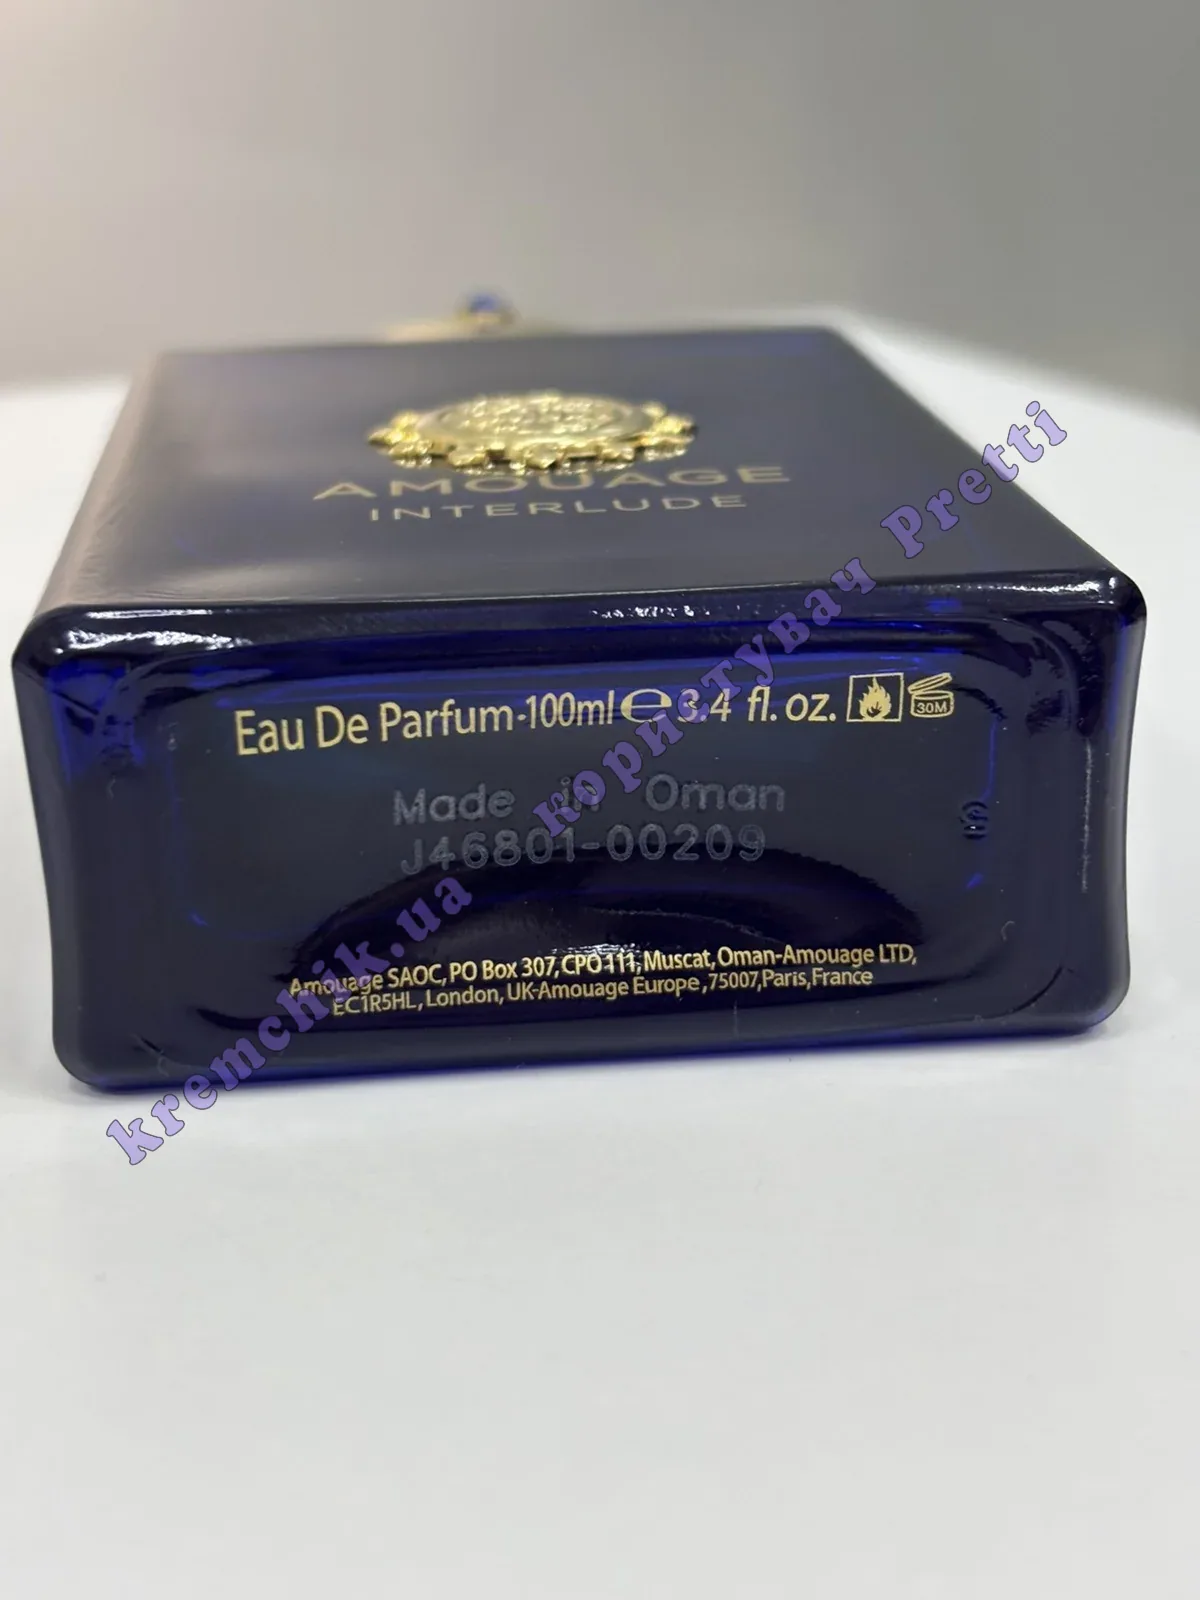 AMOUAGE
INTERLUDE
Eau De Parfum-100ml e 3.4 fl. oz. 30M
Made in Oman
J46801-00209
Amouage SAOC, PO Box 307, CPO 111, Muscat, Oman-Amouage LTD,
EC1R5HL, London, UK-Amouage Europe, 75007, Paris, France
kremchik.ua користувач Pretti